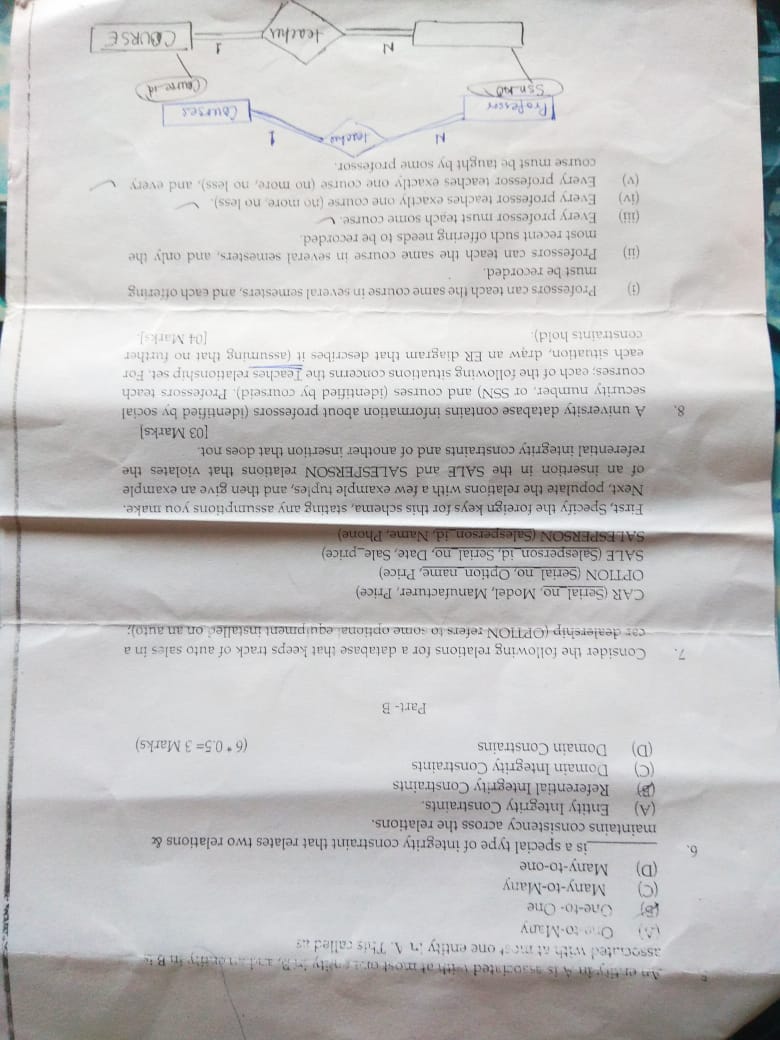 5. An entity in A is associated with at most one entity in B, and an entity in B is
associated with at most one entity in A. This called as
(A) One-to-Many
(B) One-to- One
(C) Many-to-Many
(D) Many-to-one
6. ________is a special type of integrity constraint that relates two relations &
maintains consistency across the relations.
(A) Entity Integrity Constraints.
(B) Referential Integrity Constraints
(C) Domain Integrity Constraints
(D) Domain Constrains (6 * 0.5= 3 Marks)
Part- B
7. Consider the following relations for a database that keeps track of auto sales in a
car dealership (OPTION refers to some optional equipment installed on an auto);
CAR (Serial_no, Model, Manufacturer, Price)
OPTION (Serial_no, Option_name, Price)
SALE (Salesperson_id, Serial_no, Date, Sale_price)
SALESPERSON (Salesperson_id, Name, Phone)
First, Specify the foreign keys for this schema, stating any assumptions you make.
Next, populate the relations with a few example tuples, and then give an example
of an insertion in the SALE and SALESPERSON relations that violates the
referential integrity constraints and of another insertion that does not.
[03 Marks]
8. A university database contains information about professors (identified by social
security number, or SSN) and courses (identified by courseid). Professors teach
courses; each of the following situations concerns the Teaches relationship set. For
each situation, draw an ER diagram that describes it (assuming that no further
constraints hold). [04 Marks].
(i) Professors can teach the same course in several semesters, and each offering
must be recorded.
(ii) Professors can teach the same course in several semesters, and only the
most recent such offering needs to be recorded.
(iii) Every professor must teach some course.
(iv) Every professor teaches exactly one course (no more, no less).
(v) Every professor teaches exactly one course (no more, no less), and every
course must be taught by some professor.
N 1
Professor teaches Courses
Ssn no Course-id
N 1
teaches COURSE